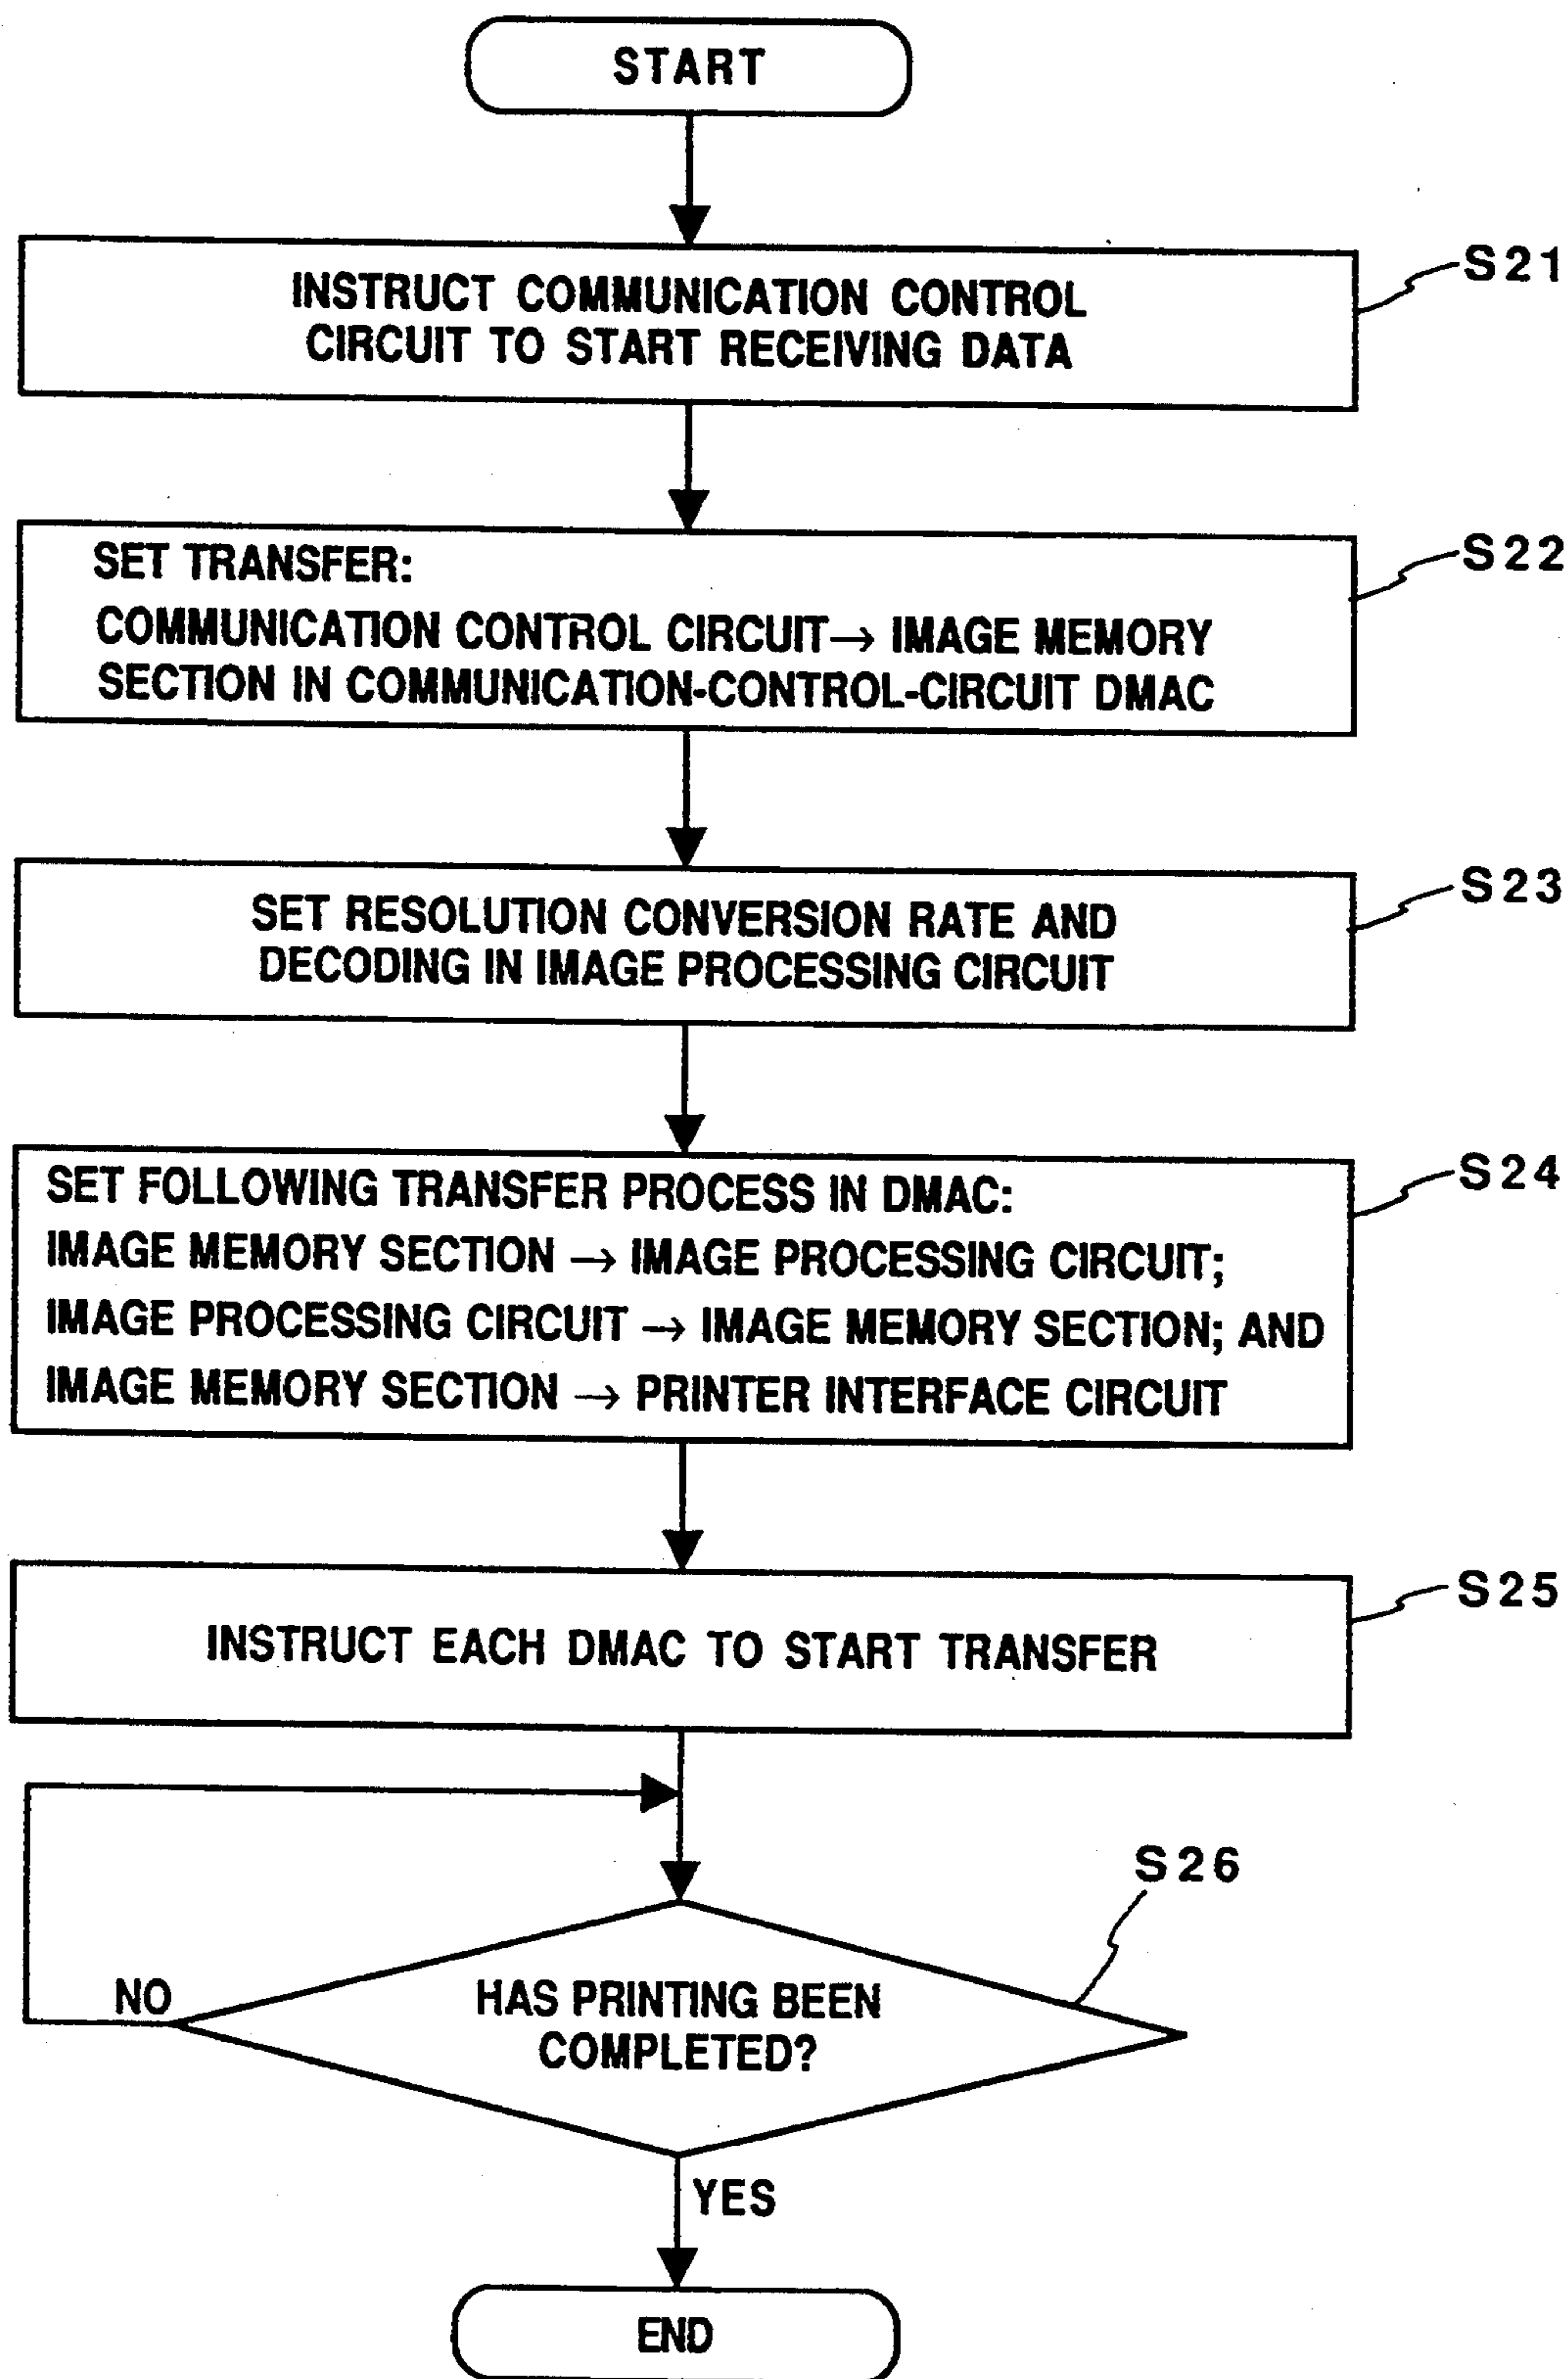 START
INSTRUCT COMMUNICATION CONTROL
CIRCUIT TO START RECEIVING DATA
S21
SET TRANSFER:
COMMUNICATION CONTROL CIRCUIT→ IMAGE MEMORY
SECTION IN COMMUNICATION-CONTROL-CIRCUIT DMAC
S22
SET RESOLUTION CONVERSION RATE AND
DECODING IN IMAGE PROCESSING CIRCUIT
S23
SET FOLLOWING TRANSFER PROCESS IN DMAC:
IMAGE MEMORY SECTION → IMAGE PROCESSING CIRCUIT;
IMAGE PROCESSING CIRCUIT → IMAGE MEMORY SECTION; AND
IMAGE MEMORY SECTION → PRINTER INTERFACE CIRCUIT
S24
INSTRUCT EACH DMAC TO START TRANSFER
S25
S26
HAS PRINTING BEEN
COMPLETED?
NO
YES
END